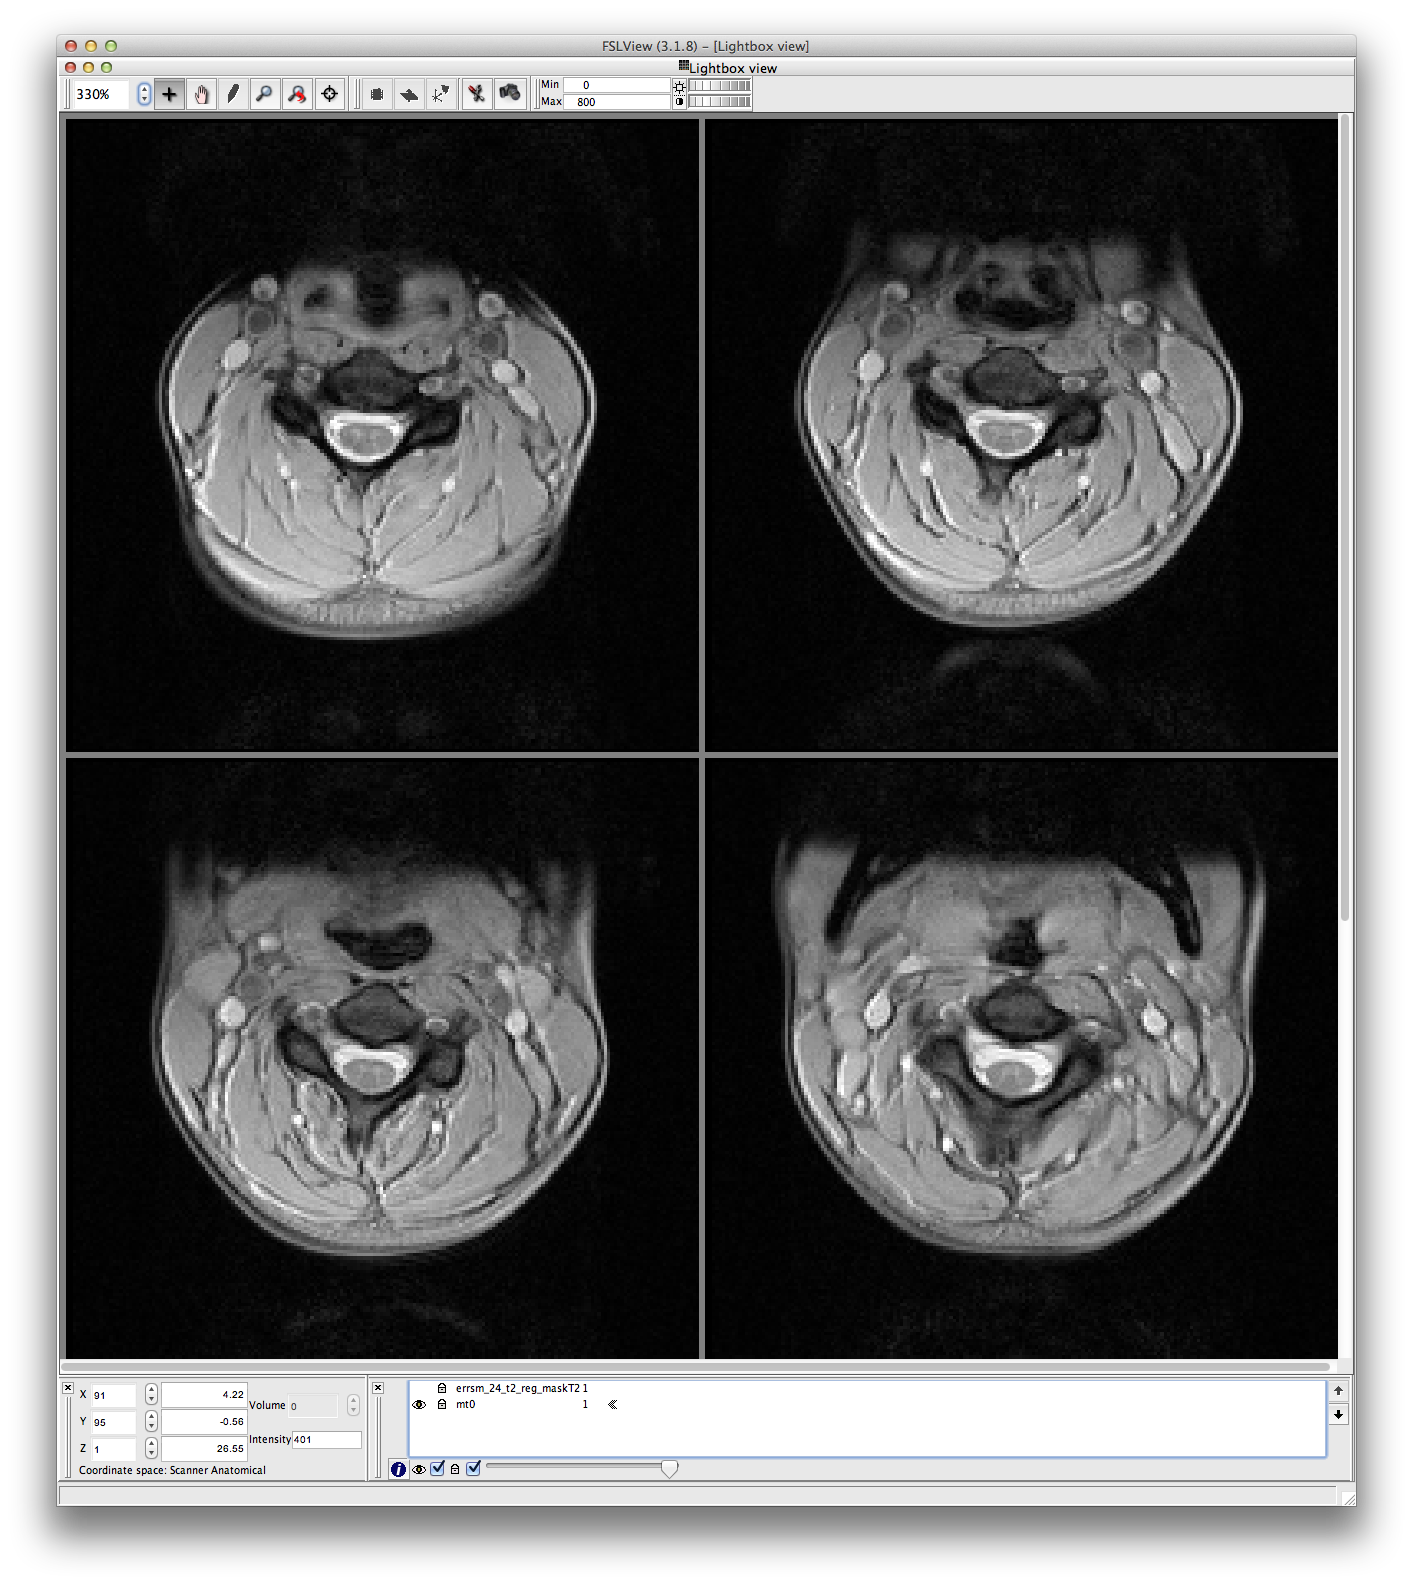 FSLView (3.1.8) – [Lightbox view]
Lightbox view
330%
Min 0
Max 800
X 91 4.22
Y 95 -0.56
Z 1 26.55
Volume 0
Intensity 401
Coordinate space: Scanner Anatomical
errsm_24_t2_reg_maskT2 1
mt0 1